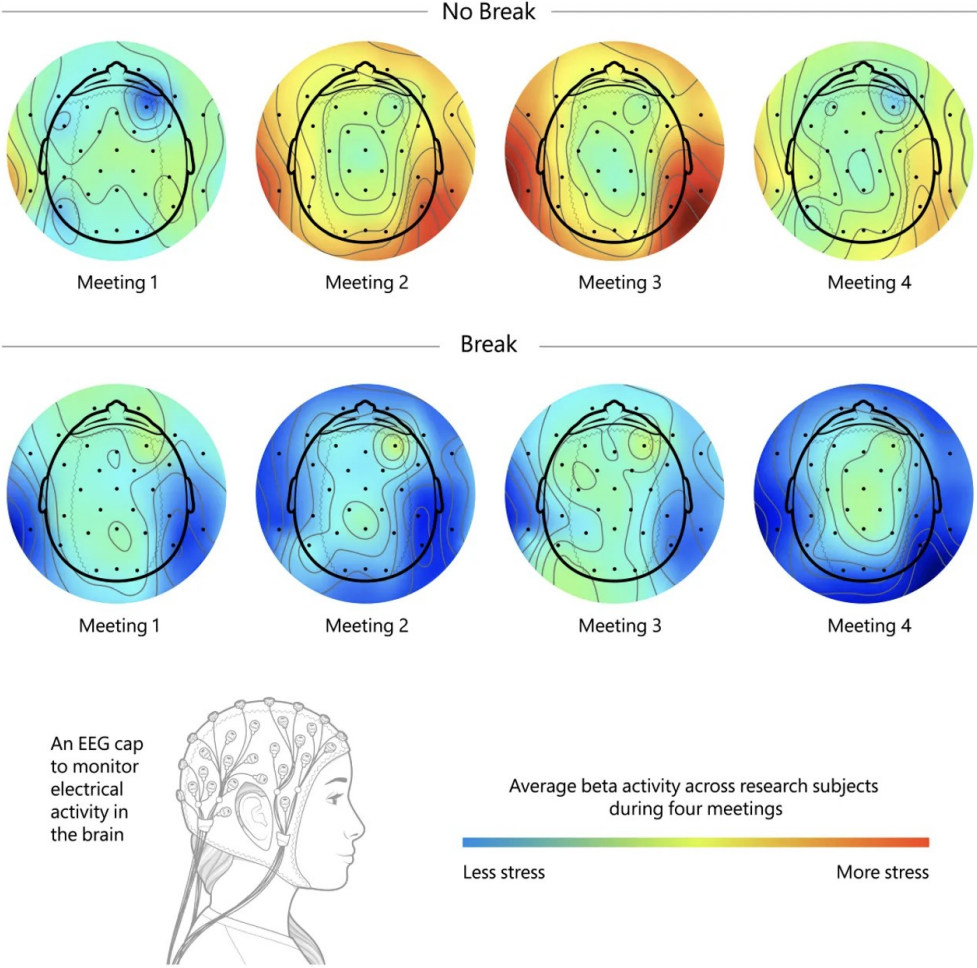 No Break
Meeting 1
Meeting 2
Meeting 3
Meeting 4
Break
Meeting 1
Meeting 2
Meeting 3
Meeting 4
An EEG cap
to monitor
electrical
activity in
the brain
Average beta activity across research subjects
during four meetings
Less stress
More stress